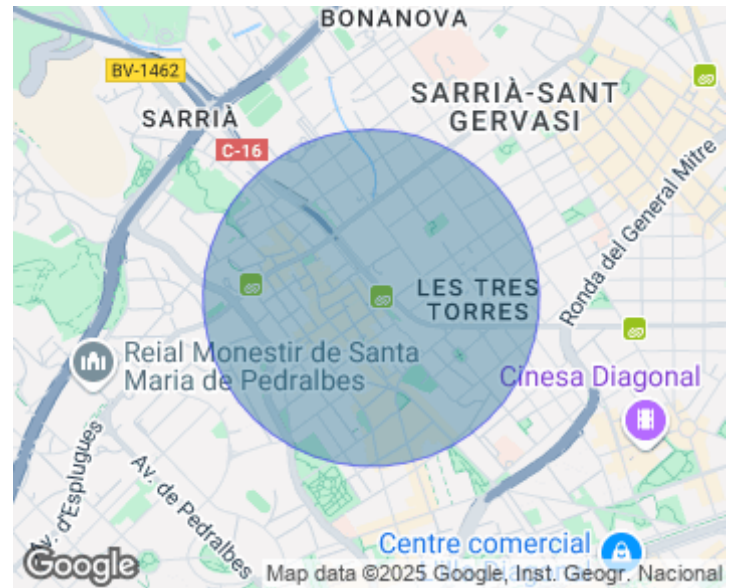 BONANOVA
BV-1462
SARRIÀ-SANT
GERVASI
SARRIÀ
C-16
Ronda del General Mitre
LES TRES
TORRES
Reial Monestir de Santa
Maria de Pedralbes
Cinesa Diagonal
Av. d'Esplugues
Av. de Pedralbes
Centre comercial
Google
Map data ©2025 Google, Inst. Geogr. Nacional